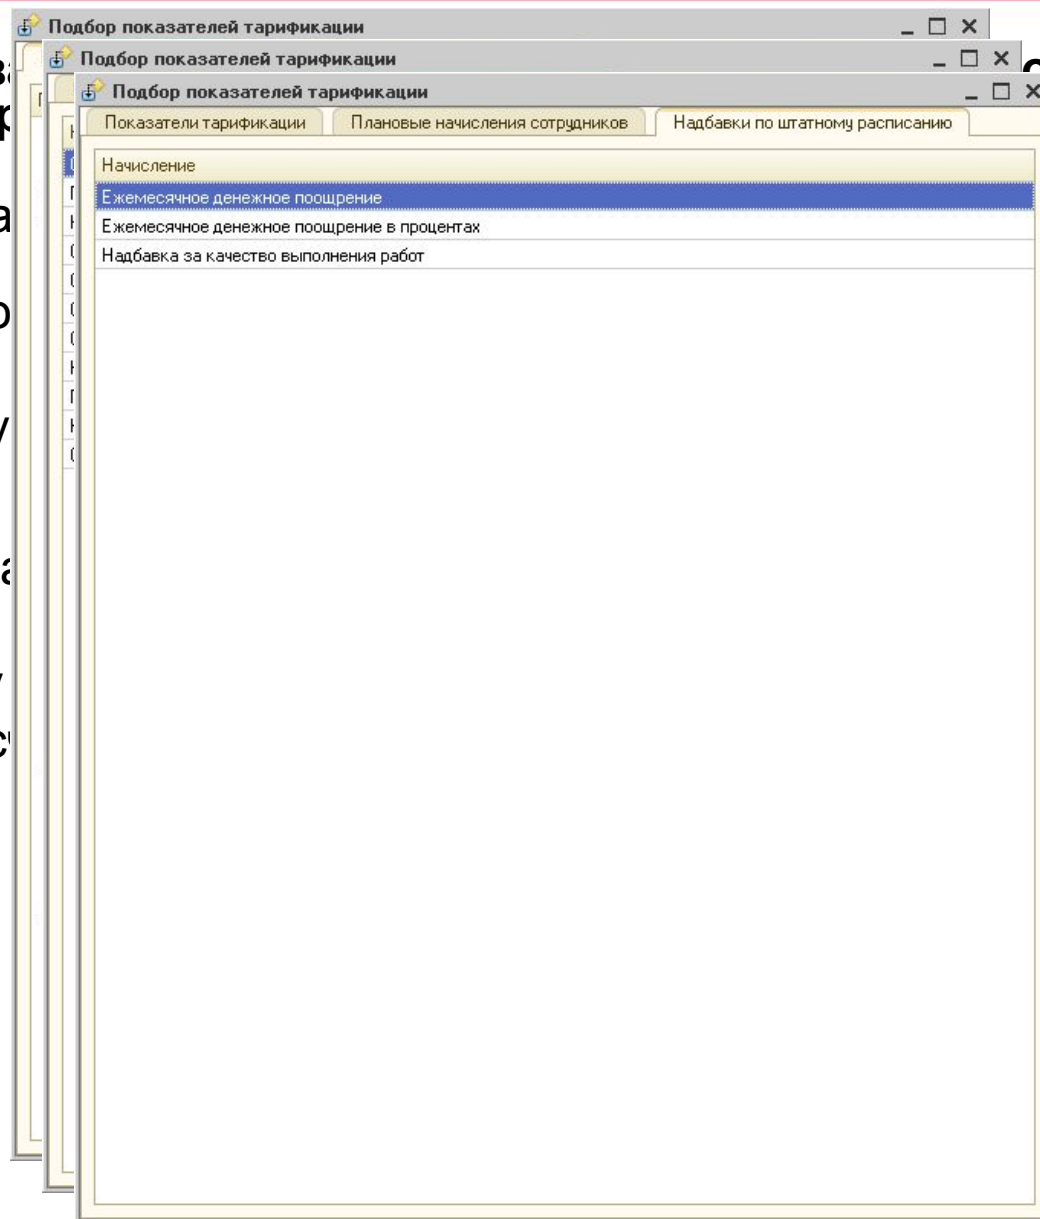 Подбор показателей тарификации
Подбор показателей тарификации
Подбор показателей тарификации
Показатели тарификации
Плановые начисления сотрудников
Надбавки по штатному расписанию
Начисление
Ежемесячное денежное поощрение
Ежемесячное денежное поощрение в процентах
Надбавка за качество выполнения работ